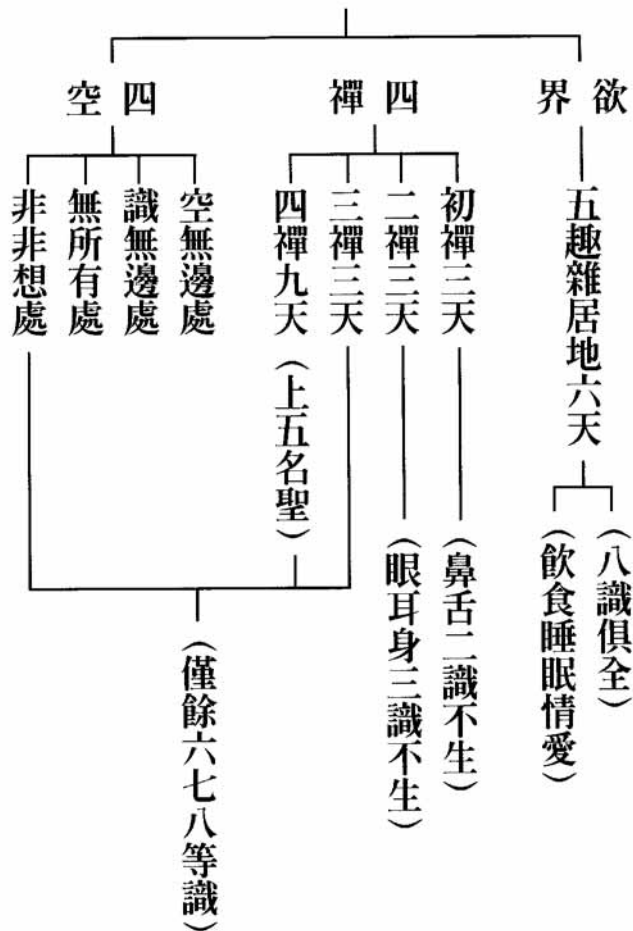 欲界
五趣雜居地六天
（八識俱全）
（飲食睡眠情愛）
四禪
初禪三天
（鼻舌二識不生）
二禪三天
（眼耳身三識不生）
三禪三天
四禪九天（上五名聖）
四空
空無邊處
識無邊處
無所有處
非非想處
（僅餘六七八等識）